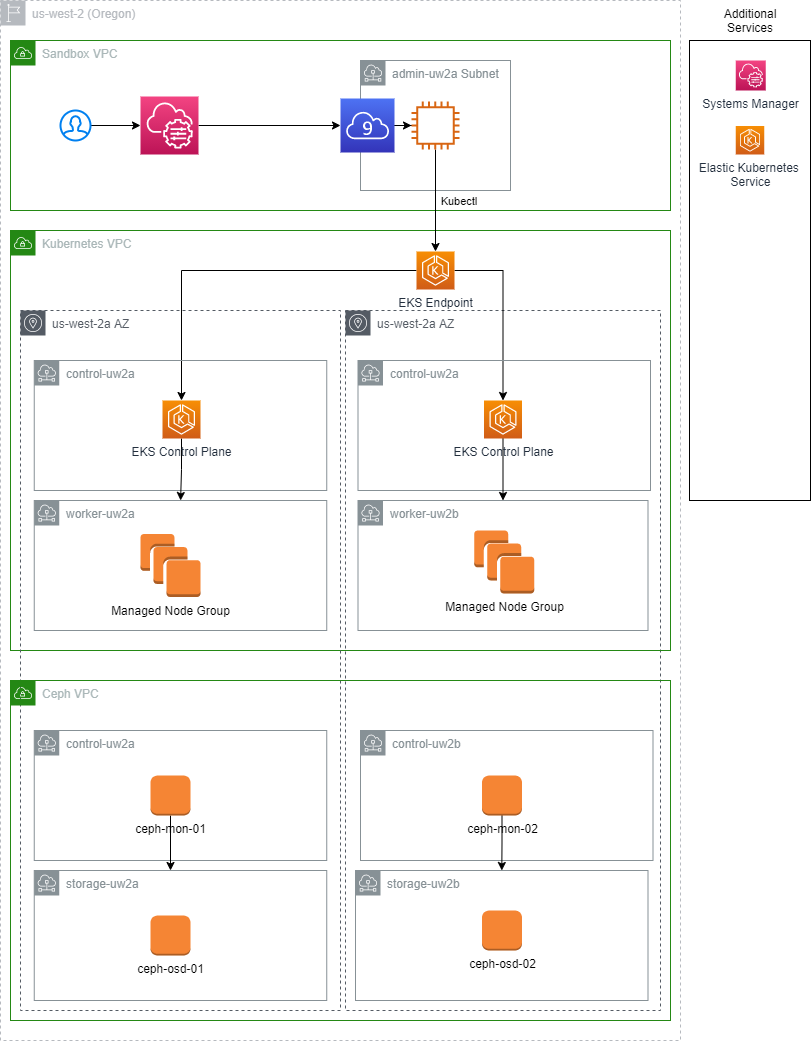 us-west-2 (Oregon)
Additional
Services
Sandbox VPC
admin-uw2a Subnet
9
Systems Manager
Elastic Kubernetes
Service
Kubectl
Kubernetes VPC
K
EKS Endpoint
us-west-2a AZ
us-west-2a AZ
control-uw2a
control-uw2a
K
K
EKS Control Plane
EKS Control Plane
worker-uw2a
worker-uw2b
Managed Node Group
Managed Node Group
Ceph VPC
control-uw2a
control-uw2b
ceph-mon-01
ceph-mon-02
storage-uw2a
storage-uw2b
ceph-osd-01
ceph-osd-02